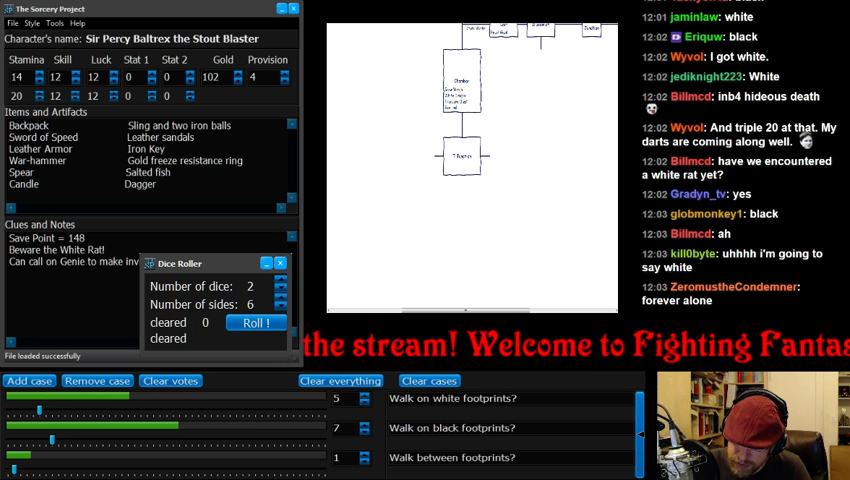 The Sorcery Project
File Style Tools Help
Character's name: Sir Percy Baltrex the Stout Blaster
Stamina Skill Luck Stat 1 Stat 2 Gold Provision
14 12 12 0 0 102 4
20 12 12 0 0
Items and Artifacts
Backpack Sling and two iron balls
Sword of Speed Leather sandals
Leather Armor Iron Key
War-hammer Gold freeze resistance ring
Spear Salted fish
Candle Dagger
Clues and Notes
Save Point = 148
Beware the White Rat!
Can call on Genie to make inv
Dice Roller
Number of dice: 2
Number of sides: 6
cleared 0 Roll !
cleared
File loaded successfully
12:01 jaminlaw: white
12:02 Eriquw: black
12:02 Wyvol: I got white.
12:02 jediknight223: White
12:02 Billmcd: inb4 hideous death
12:02 Wyvol: And triple 20 at that. My
darts are coming along well.
12:02 Billmcd: have we encountered
a white rat yet?
12:02 Gradyn_tv: yes
12:03 globmonkey1: black
12:03 Billmcd: ah
12:03 kill0byte: uhhhh i'm going to
say white
12:03 ZeromustheCondemner:
forever alone
the stream! Welcome to Fighting Fantas
Add case Remove case Clear votes Clear everything Clear cases
5 Walk on white footprints?
7 Walk on black footprints?
1 Walk between footprints?